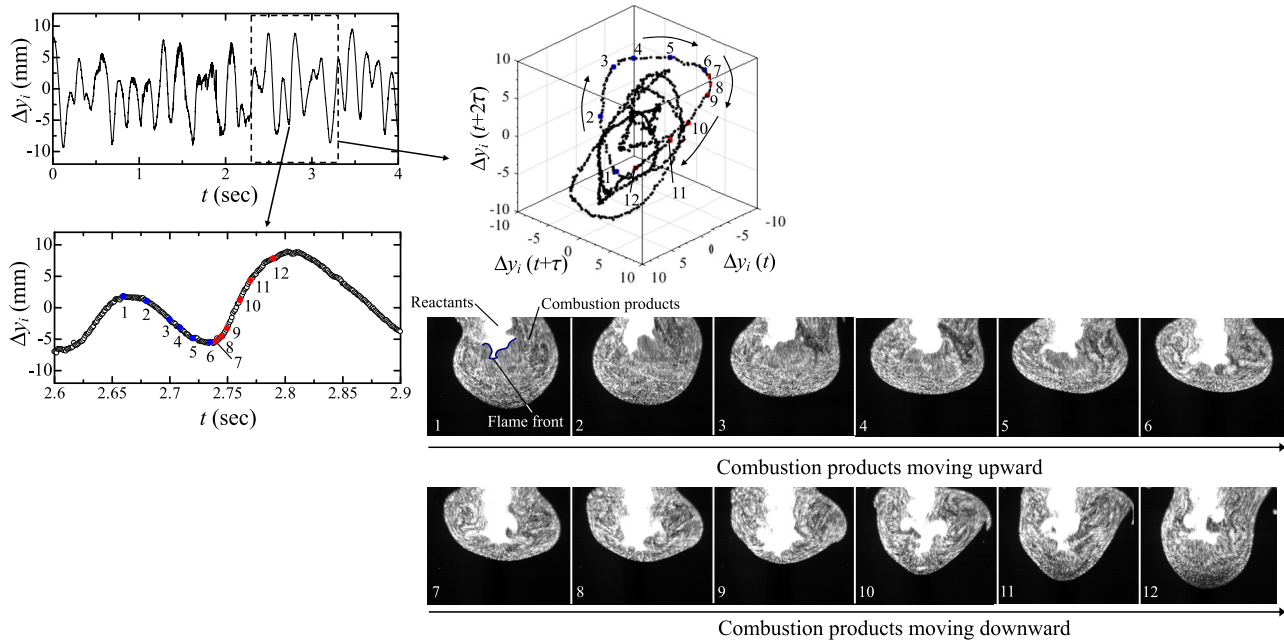 Δy_i (mm)
10
5
0
-5
-10
0 1 2 3 4
t (sec)
Δy_i (mm)
10
5
0
-5
-10
1 2 3 4 5 6 7 8 9 10 11 12
2.6 2.65 2.7 2.75 2.8 2.85 2.9
t (sec)
Δy_i (t+2τ)
10
5
0
-5
-10
1 2 3 4 5 6 7 8 9 10 11 12
-10 -5 0 5 10
Δy_i (t+τ)
10 5 0 -5 -10
Δy_i (t)
Reactants
Combustion products
Flame front
1 2 3 4 5 6
Combustion products moving upward
7 8 9 10 11 12
Combustion products moving downward